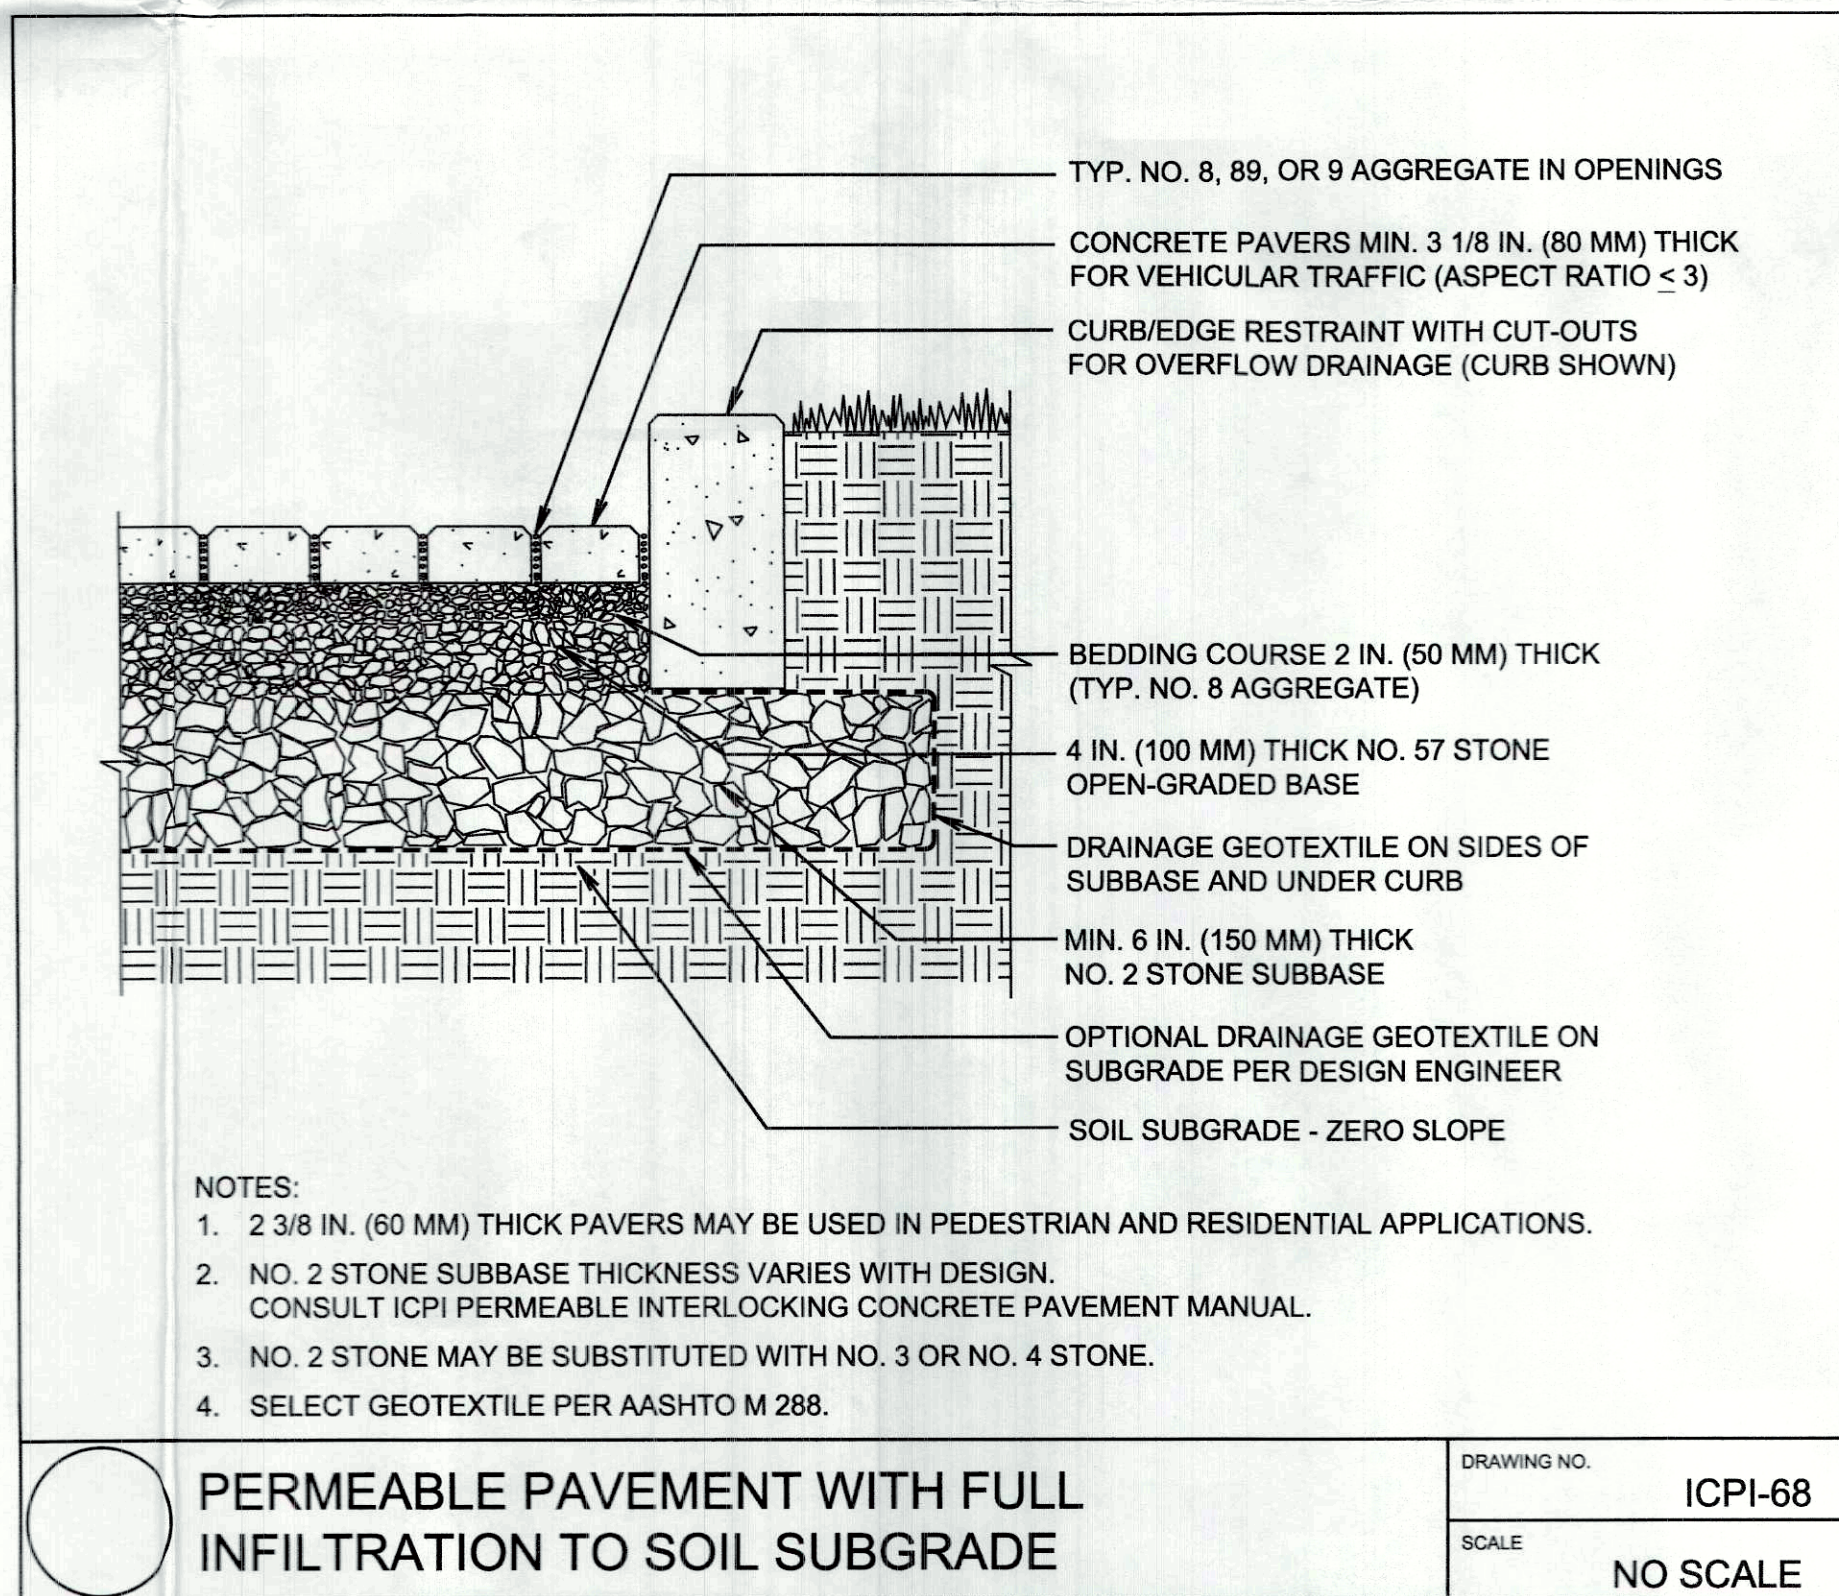 TYP. NO. 8, 89, OR 9 AGGREGATE IN OPENINGS
CONCRETE PAVERS MIN. 3 1/8 IN. (80 MM) THICK
FOR VEHICULAR TRAFFIC (ASPECT RATIO ≤ 3)
CURB/EDGE RESTRAINT WITH CUT-OUTS
FOR OVERFLOW DRAINAGE (CURB SHOWN)
BEDDING COURSE 2 IN. (50 MM) THICK
(TYP. NO. 8 AGGREGATE)
4 IN. (100 MM) THICK NO. 57 STONE
OPEN-GRADED BASE
DRAINAGE GEOTEXTILE ON SIDES OF
SUBBASE AND UNDER CURB
MIN. 6 IN. (150 MM) THICK
NO. 2 STONE SUBBASE
OPTIONAL DRAINAGE GEOTEXTILE ON
SUBGRADE PER DESIGN ENGINEER
SOIL SUBGRADE - ZERO SLOPE
NOTES:
1. 2 3/8 IN. (60 MM) THICK PAVERS MAY BE USED IN PEDESTRIAN AND RESIDENTIAL APPLICATIONS.
2. NO. 2 STONE SUBBASE THICKNESS VARIES WITH DESIGN.
CONSULT ICPI PERMEABLE INTERLOCKING CONCRETE PAVEMENT MANUAL.
3. NO. 2 STONE MAY BE SUBSTITUTED WITH NO. 3 OR NO. 4 STONE.
4. SELECT GEOTEXTILE PER AASHTO M 288.
PERMEABLE PAVEMENT WITH FULL
INFILTRATION TO SOIL SUBGRADE
DRAWING NO.
ICPI-68
SCALE
NO SCALE